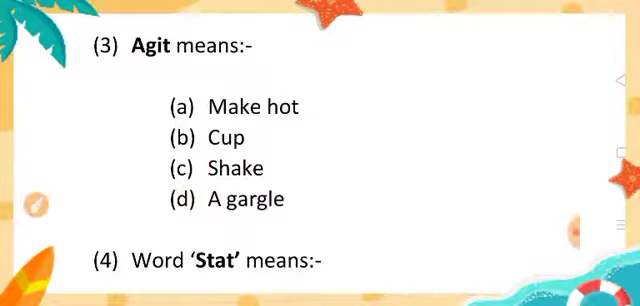 (3) Agit means:-
(a) Make hot
(b) Cup
(c) Shake
(d) A gargle
(4) Word ‘Stat’ means:-